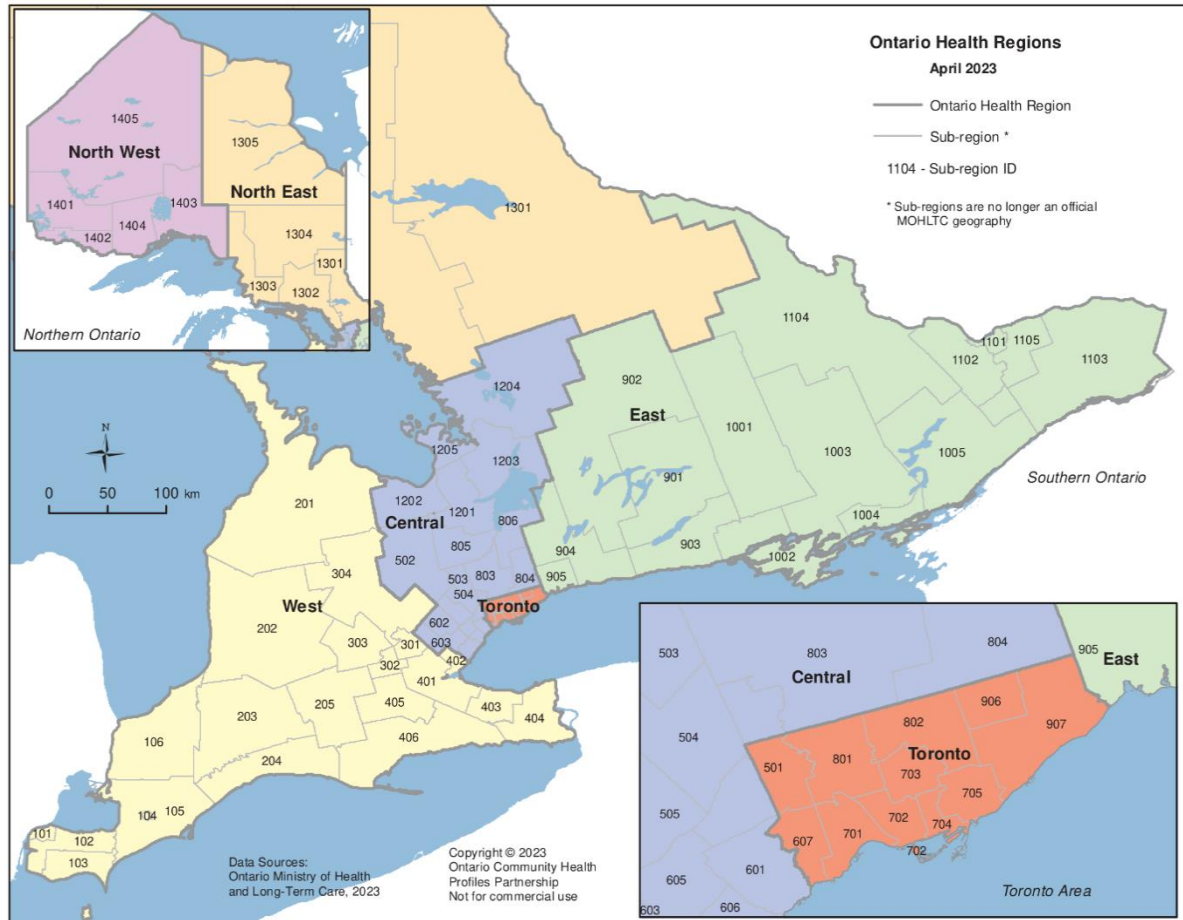 Ontario Health Regions
April 2023
Ontario Health Region
Sub-region *
1104 - Sub-region ID
* Sub-regions are no longer an official
MOHLTC geography
1405
North West
1305
North East
1401
1403
1404
1402
1304
1301
1303
1302
Northern Ontario
1301
1104
1101
1105
1102
1103
1204
902
East
1001
1003
1005
1205
1203
901
Southern Ontario
N
0 50 100 km
201
1202
1201
Central
806
1004
805
502
904
903
1002
304
503
803
804
905
504
West
Toronto
202
602
303
301
603
302
402
401
203
205
405
403
404
106
406
204
104
105
101
102
103
Data Sources:
Ontario Ministry of Health
and Long-Term Care, 2023
Copyright © 2023
Ontario Community Health
Profiles Partnership
Not for commercial use
503
803
804
905
East
Central
906
504
802
907
501
801
Toronto
703
705
505
702
704
701
607
702
601
605
603
606
Toronto Area